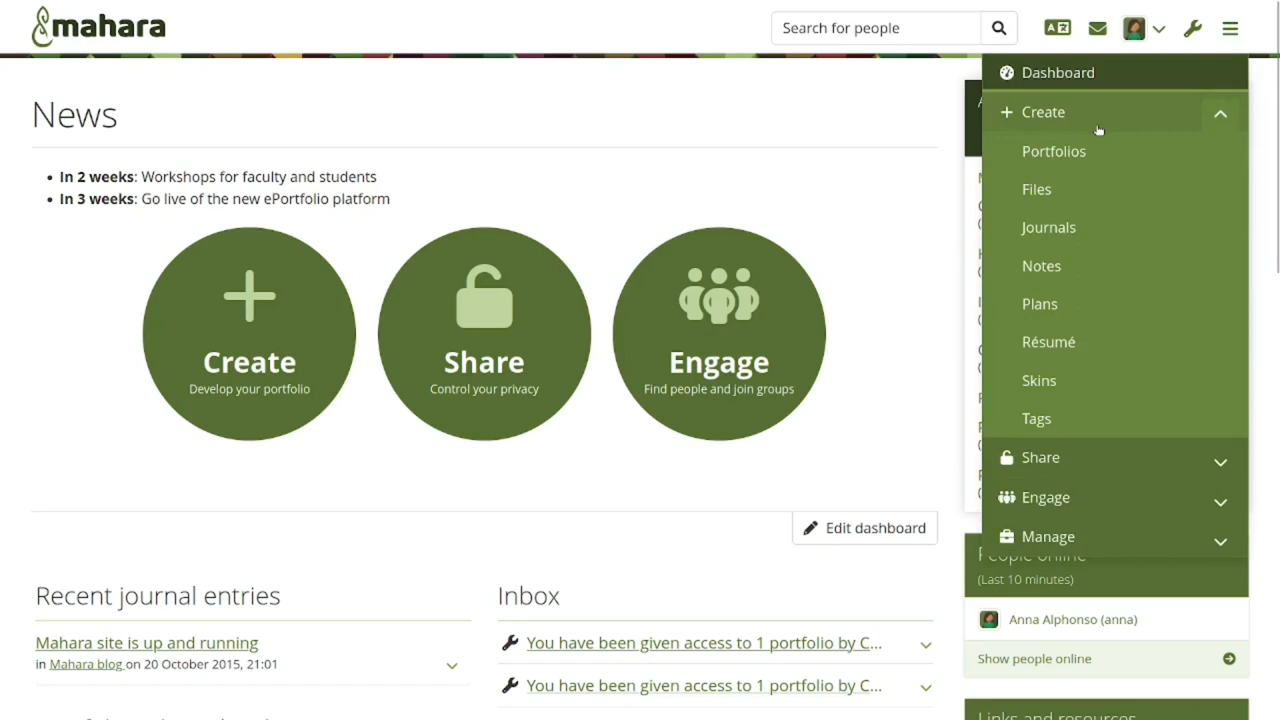 mahara
Search for people
Dashboard
Create
Portfolios
Files
Journals
Notes
Plans
Résumé
Skins
Tags
Share
Engage
Manage
News
In 2 weeks: Workshops for faculty and students
In 3 weeks: Go live of the new ePortfolio platform
Create
Develop your portfolio
Share
Control your privacy
Engage
Find people and join groups
Edit dashboard
Recent journal entries
Mahara site is up and running
in Mahara blog on 20 October 2015, 21:01
Inbox
You have been given access to 1 portfolio by C...
You have been given access to 1 portfolio by C...
People online
(Last 10 minutes)
Anna Alphonso (anna)
Show people online
Links and resources